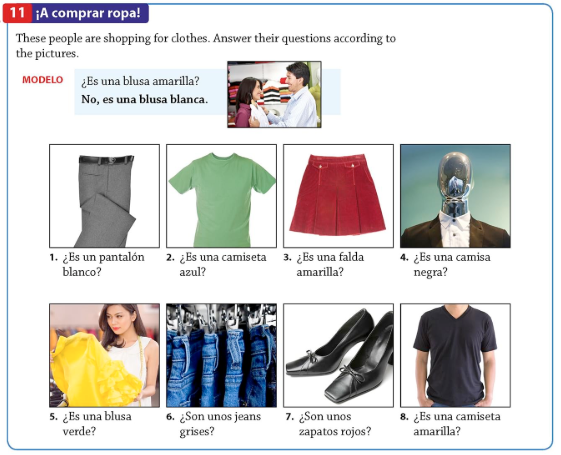 11 ¡A comprar ropa!
These people are shopping for clothes. Answer their questions according to
the pictures.
MODELO ¿Es una blusa amarilla?
No, es una blusa blanca.
1. ¿Es un pantalón
blanco?
2. ¿Es una camiseta
azul?
3. ¿Es una falda
amarilla?
4. ¿Es una camisa
negra?
5. ¿Es una blusa
verde?
6. ¿Son unos jeans
grises?
7. ¿Son unos
zapatos rojos?
8. ¿Es una camiseta
amarilla?